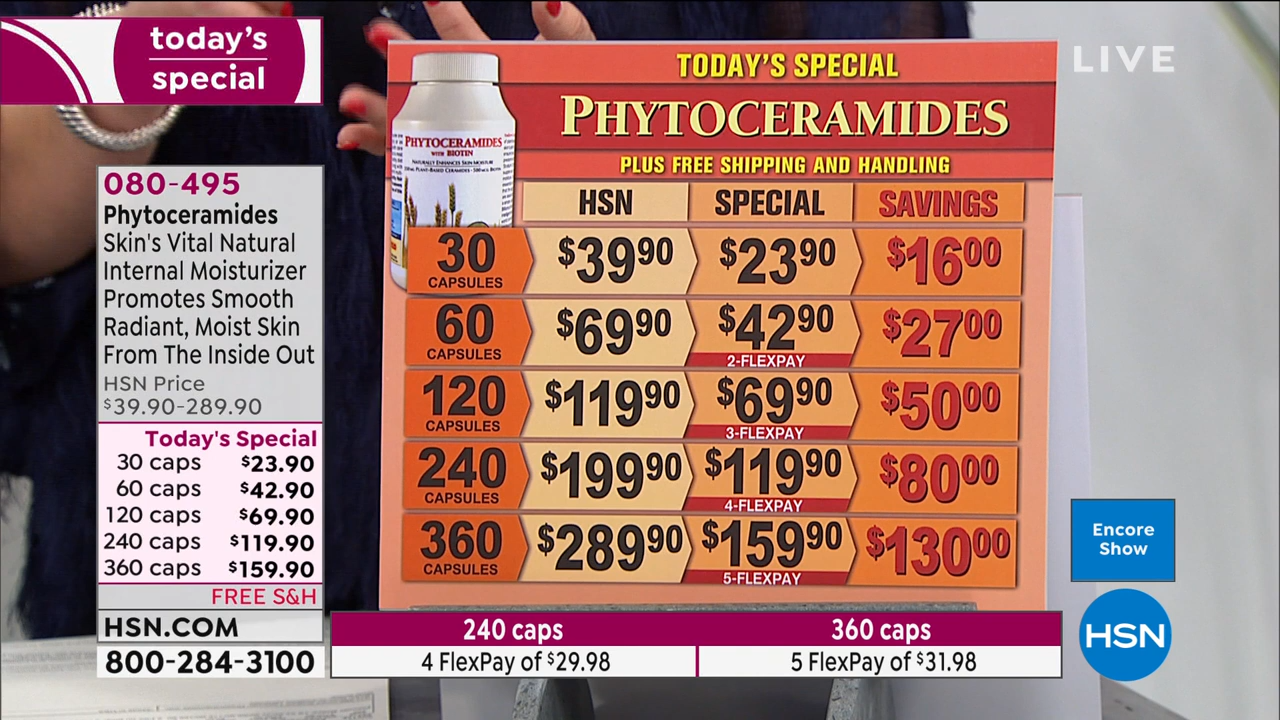 today's
special
LIVE
080-495
Phytoceramides
Skin's Vital Natural
Internal Moisturizer
Promotes Smooth
Radiant, Moist Skin
From The Inside Out
HSN Price
$39.90-289.90
Today's Special
30 caps $23.90
60 caps $42.90
120 caps $69.90
240 caps $119.90
360 caps $159.90
FREE S&H
HSN.COM
800-284-3100
TODAY'S SPECIAL
PHYTOCERAMIDES
PLUS FREE SHIPPING AND HANDLING
PHYTOCERAMIDES
WITH BIOTIN
NATURALLY ENHANCES SKIN MOISTURE
HSN SPECIAL SAVINGS
30 CAPSULES $39.90 $23.90 $16.00
60 CAPSULES $69.90 $42.90 $27.00
2-FLEXPAY
120 CAPSULES $119.90 $69.90 $50.00
3-FLEXPAY
240 CAPSULES $199.90 $119.90 $80.00
4-FLEXPAY
360 CAPSULES $289.90 $159.90 $130.00
5-FLEXPAY
Encore
Show
HSN
240 caps 360 caps
4 FlexPay of $29.98 5 FlexPay of $31.98